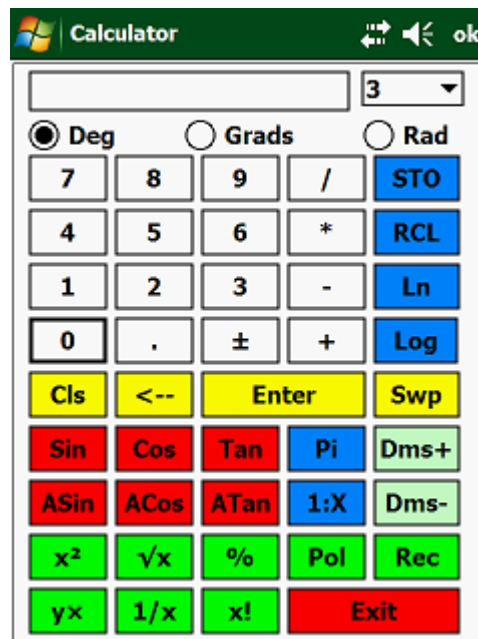 Calculator ok
3
Deg Grads Rad
7 8 9 / STO
4 5 6 * RCL
1 2 3 - Ln
0 . ± + Log
Cls <-- Enter Swp
Sin Cos Tan Pi Dms+
ASin ACos ATan 1:X Dms-
x² √x % Pol Rec
y× 1/x x! Exit